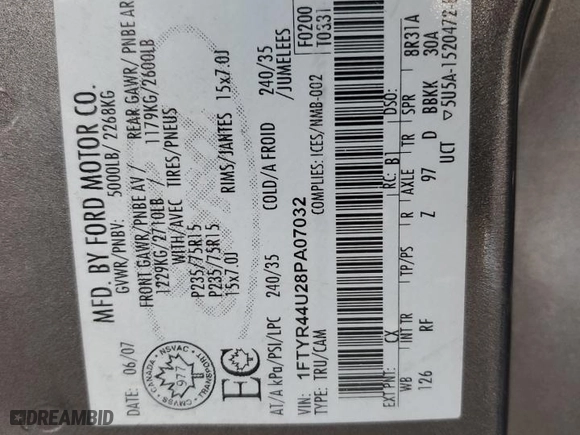 MFD. BY FORD MOTOR CO.
DATE: 06/07
GVWR/PNBV:
5000LB/ 2268KG
FRONT GAWR/ PNBE AV
REAR GAWR/ PNBE AR
1229KG/2710LB
1179KG/2600LB
WITH/AVEC TIRES/PNEUS
P235/75R15
P235/75R15
RIMS/JANTES
15x7.0J
15x7.0J
AT/A kPa/PSI/LPC
240/35
COLD/A FROID
240/35
/JUMELEES
1FTYR44U28PA07032
F0200
T0331
TYPE: TRU/CAM
COMPLIES: ICES/NMB-002
EXT PNT: CX
RC: B1
DSO:
WB
INT TR
TP/PS
R
AXLE
TR
SPR
8R31A
126
RF
Z
97
D
BBKK
30A
UCT
▽5U5A-1520472
CANADA
NSVAC
977
CMVSS
TRANSPORT
EC
DREAMBID